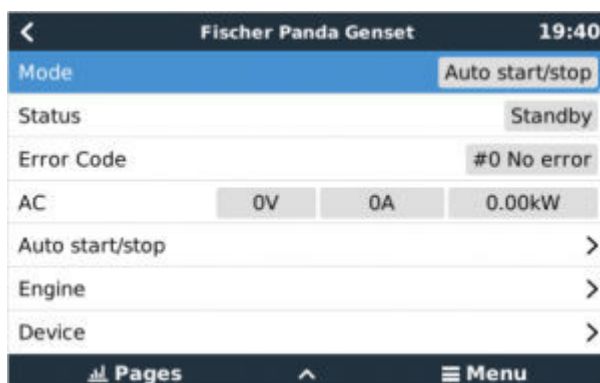 Fischer Panda Genset 19:40
Mode Auto start/stop
Status Standby
Error Code #0 No error
AC 0V 0A 0.00kW
Auto start/stop
Engine
Device
Pages Menu